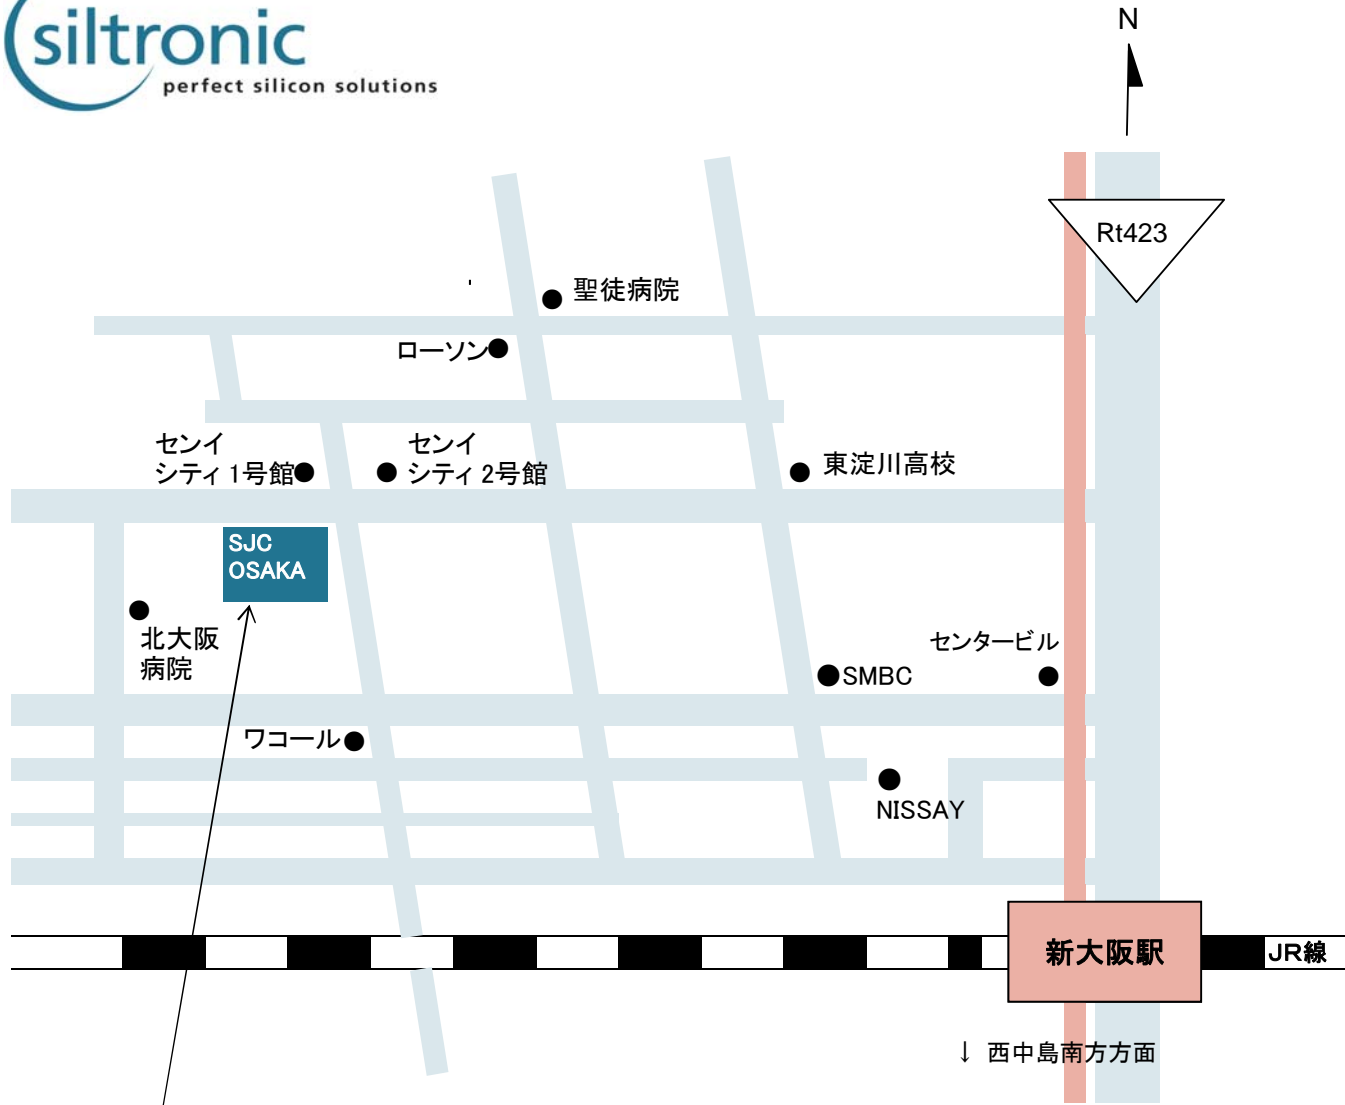 siltronic
perfect silicon solutions
N
Rt423
聖徒病院
ローソン
センイ
シティ 1号館
センイ
シティ 2号館
東淀川高校
SJC
OSAKA
北大阪
病院
センタービル
SMBC
ワコール
NISSAY
新大阪駅
JR線
↓ 西中島南方方面